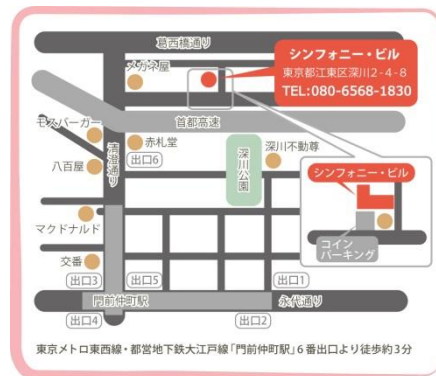 葛西橋通り
メガネ屋
シンフォニー・ビル
東京都江東区深川2-4-8
TEL:080-6568-1830
首都高速
モスバーガー
赤札堂
出口6
八百屋
清澄通り
深川公園
深川不動尊
シンフォニー・ビル
コイン
パーキング
マクドナルド
交番
出口3
出口5
出口1
門前仲町駅
永代通り
出口4
出口2
東京メトロ東西線・都営地下鉄大江戸線「門前仲町駅」6番出口より徒歩約3分